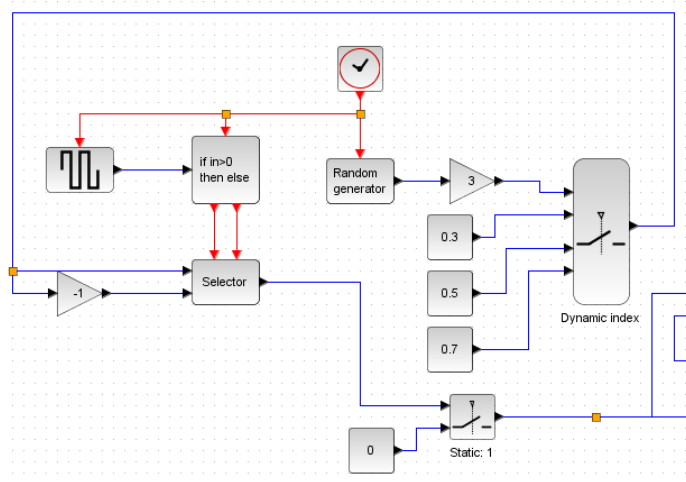 if in>0
then else
Random
generator
3
0.3
-1
Selector
0.5
Dynamic index
0.7
0
Static: 1